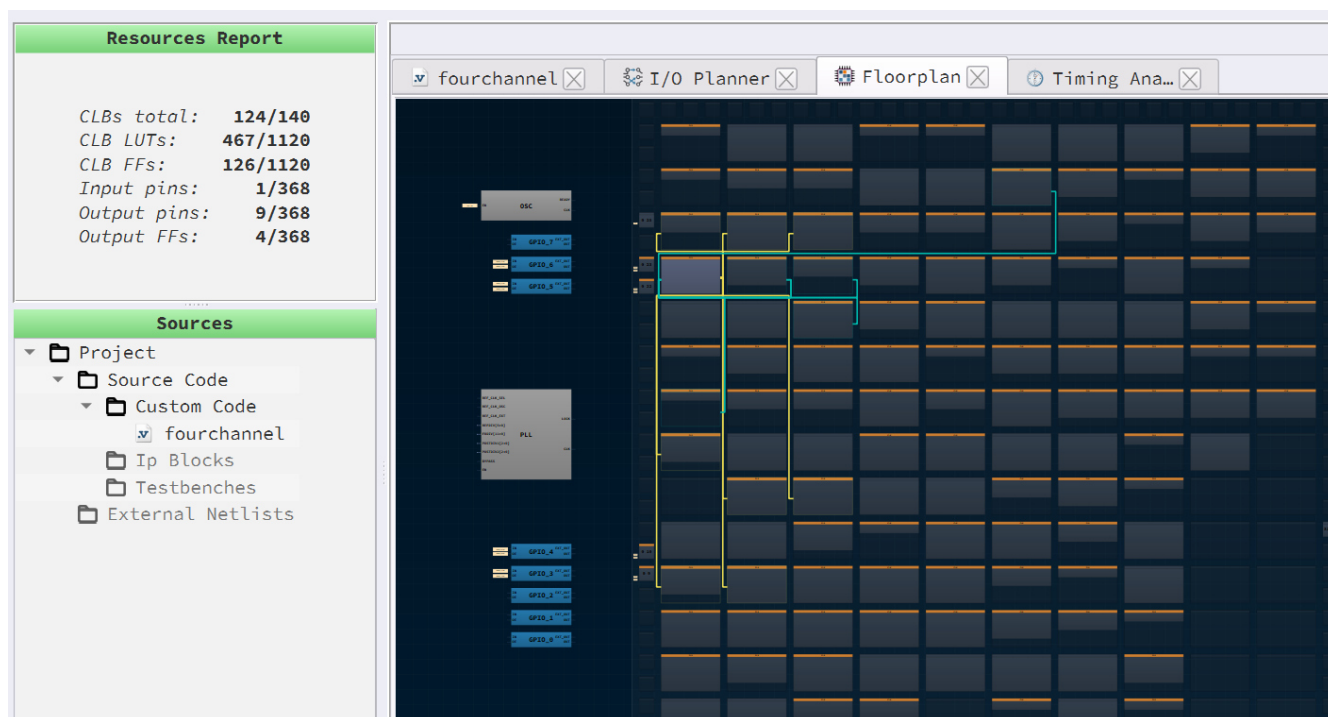 Resources Report
CLBs total: 124/140
CLB LUTs: 467/1120
CLB FFs: 126/1120
Input pins: 1/368
Output pins: 9/368
Output FFs: 4/368
Sources
Project
Source Code
Custom Code
fourchannel
Ip Blocks
Testbenches
External Netlists
fourchannel
I/O Planner
Floorplan
Timing Ana…
OSC
GPIO_7
GPIO_6
GPIO_5
PLL
GPIO_4
GPIO_3
GPIO_2
GPIO_1
GPIO_0